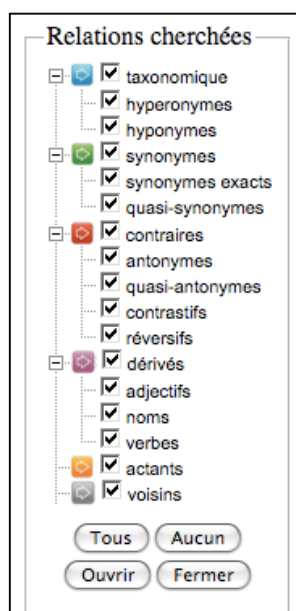 Relations cherchées
taxonomique
hyperonymes
hyponymes
synonymes
synonymes exacts
quasi-synonymes
contraires
antonymes
quasi-antonymes
contrastifs
réversifs
dérivés
adjectifs
noms
verbes
actants
voisins
Tous Aucun
Ouvrir Fermer